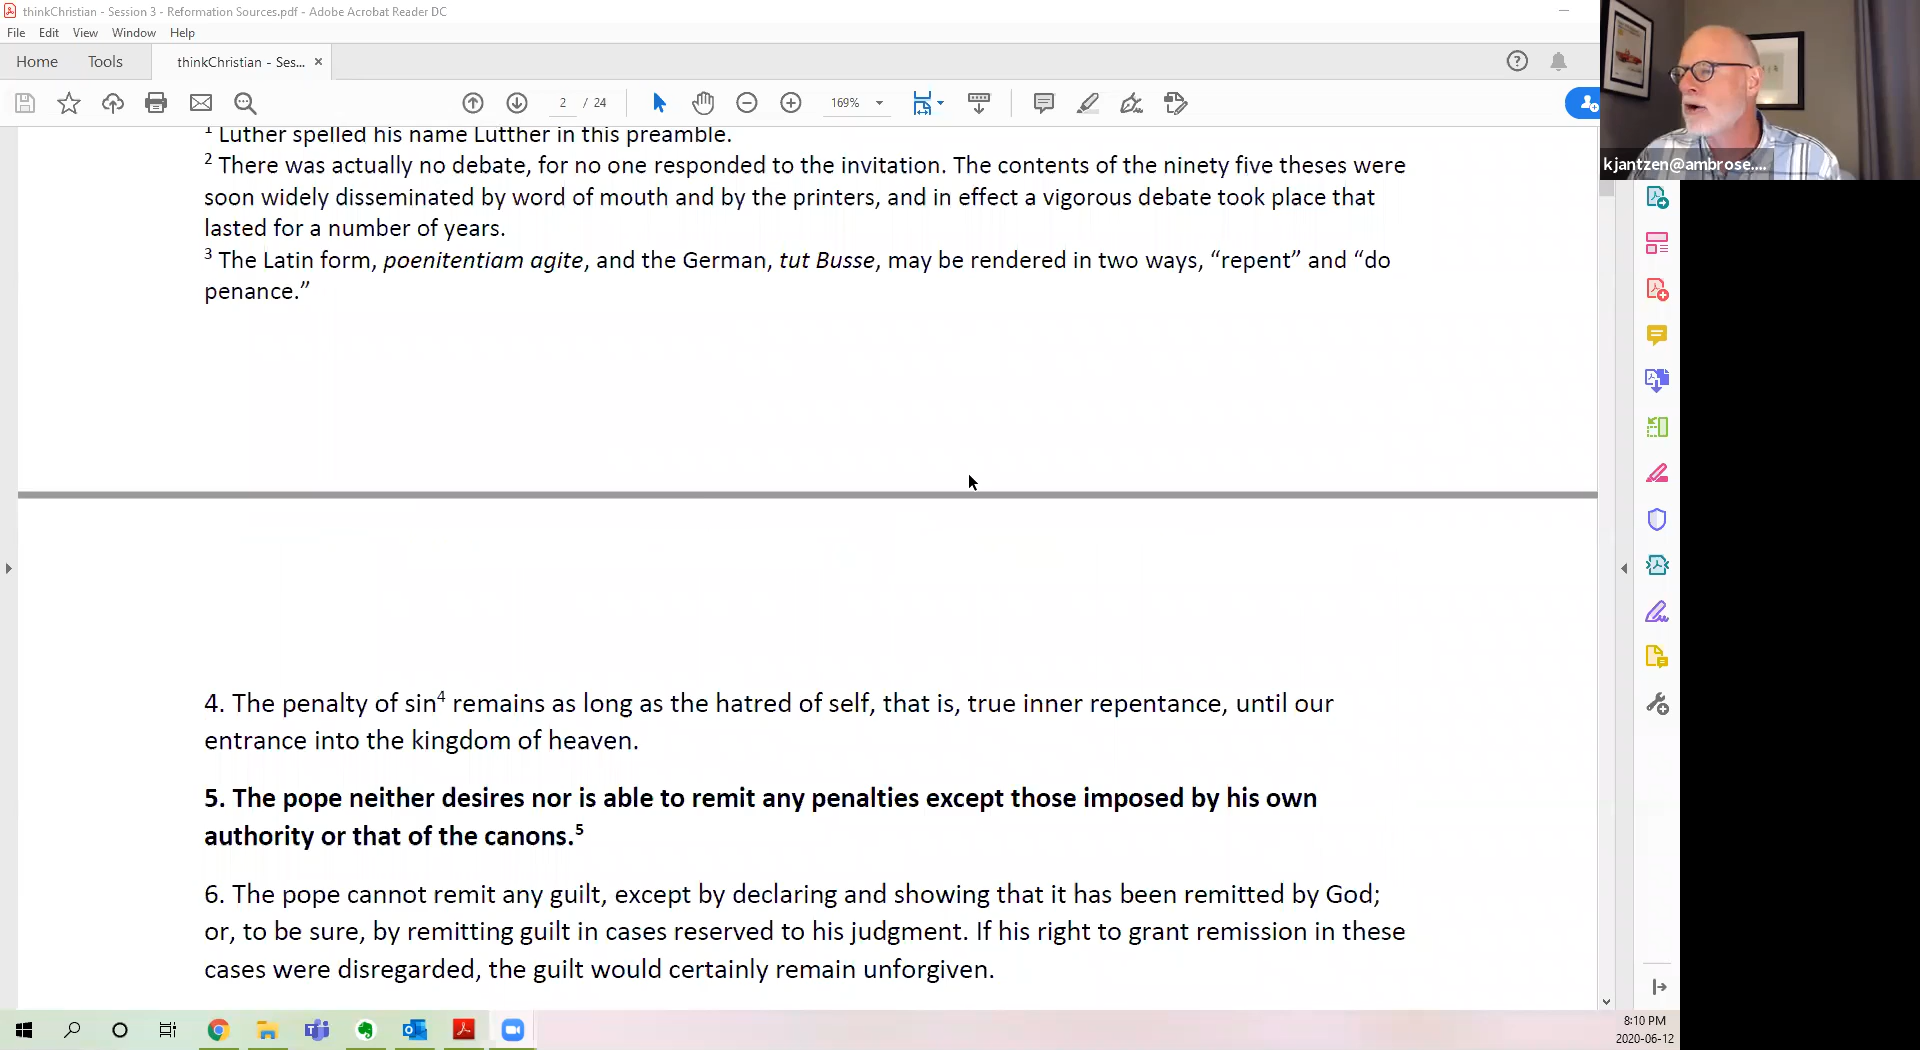 thinkChristian - Session 3 - Reformation Sources.pdf - Adobe Acrobat Reader DC
File Edit View Window Help
Home Tools thinkChristian - Ses... ×
2 / 24 169%
kjantzen@ambrose....
1 Luther spelled his name Lutther in this preamble.
2 There was actually no debate, for no one responded to the invitation. The contents of the ninety five theses were
soon widely disseminated by word of mouth and by the printers, and in effect a vigorous debate took place that
lasted for a number of years.
3 The Latin form, poenitentiam agite, and the German, tut Busse, may be rendered in two ways, “repent” and “do
penance.”
4. The penalty of sin4 remains as long as the hatred of self, that is, true inner repentance, until our
entrance into the kingdom of heaven.
5. The pope neither desires nor is able to remit any penalties except those imposed by his own
authority or that of the canons.5
6. The pope cannot remit any guilt, except by declaring and showing that it has been remitted by God;
or, to be sure, by remitting guilt in cases reserved to his judgment. If his right to grant remission in these
cases were disregarded, the guilt would certainly remain unforgiven.
8:10 PM
2020-06-12